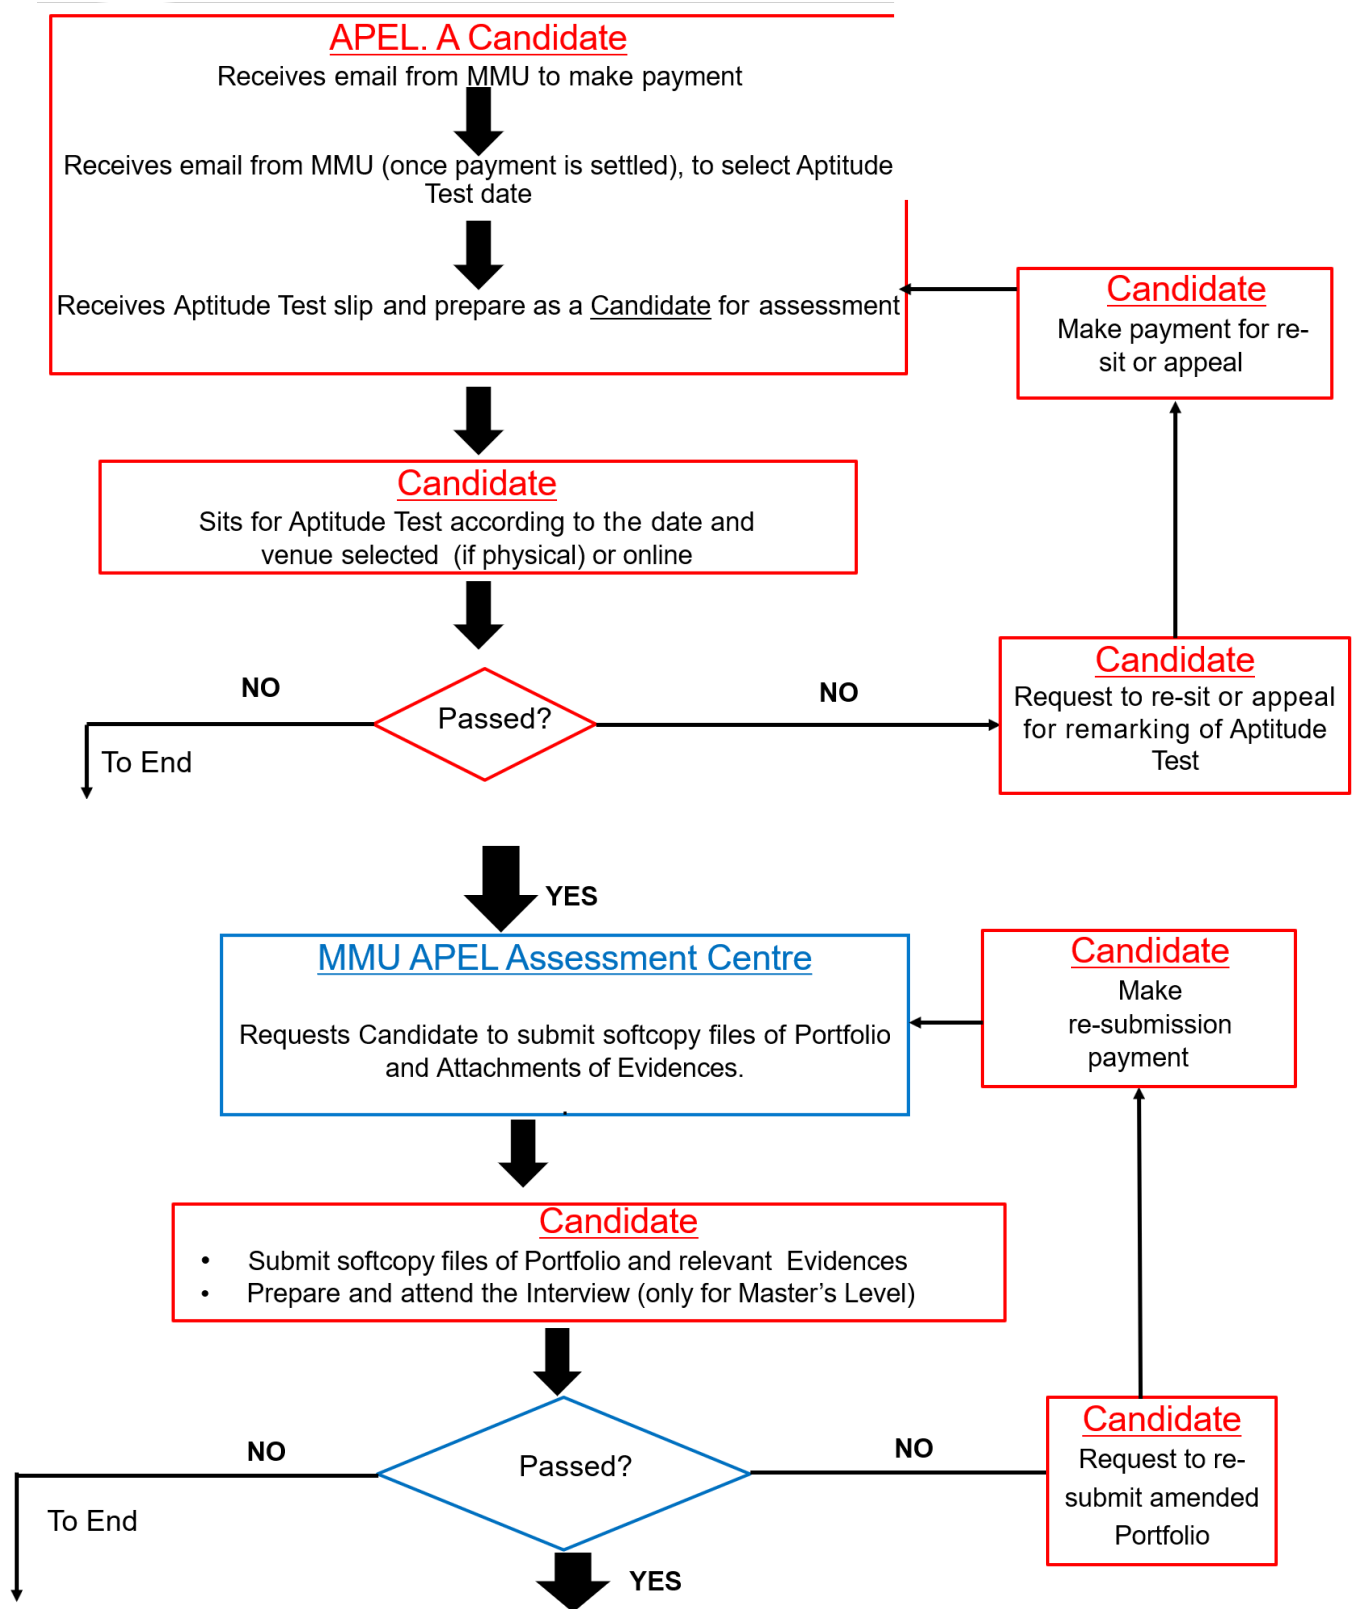 APEL. A Candidate
Receives email from MMU to make payment
Receives email from MMU (once payment is settled), to select Aptitude
Test date
Receives Aptitude Test slip and prepare as a Candidate for assessment
Candidate
Make payment for re-
sit or appeal
Candidate
Sits for Aptitude Test according to the date and
venue selected (if physical) or online
NO
Passed?
NO
To End
Candidate
Request to re-sit or appeal
for remarking of Aptitude
Test
YES
MMU APEL Assessment Centre
Requests Candidate to submit softcopy files of Portfolio
and Attachments of Evidences.
.
Candidate
Make
re-submission
payment
Candidate
• Submit softcopy files of Portfolio and relevant Evidences
• Prepare and attend the Interview (only for Master's Level)
NO
Passed?
NO
To End
Candidate
Request to re-
submit amended
Portfolio
YES